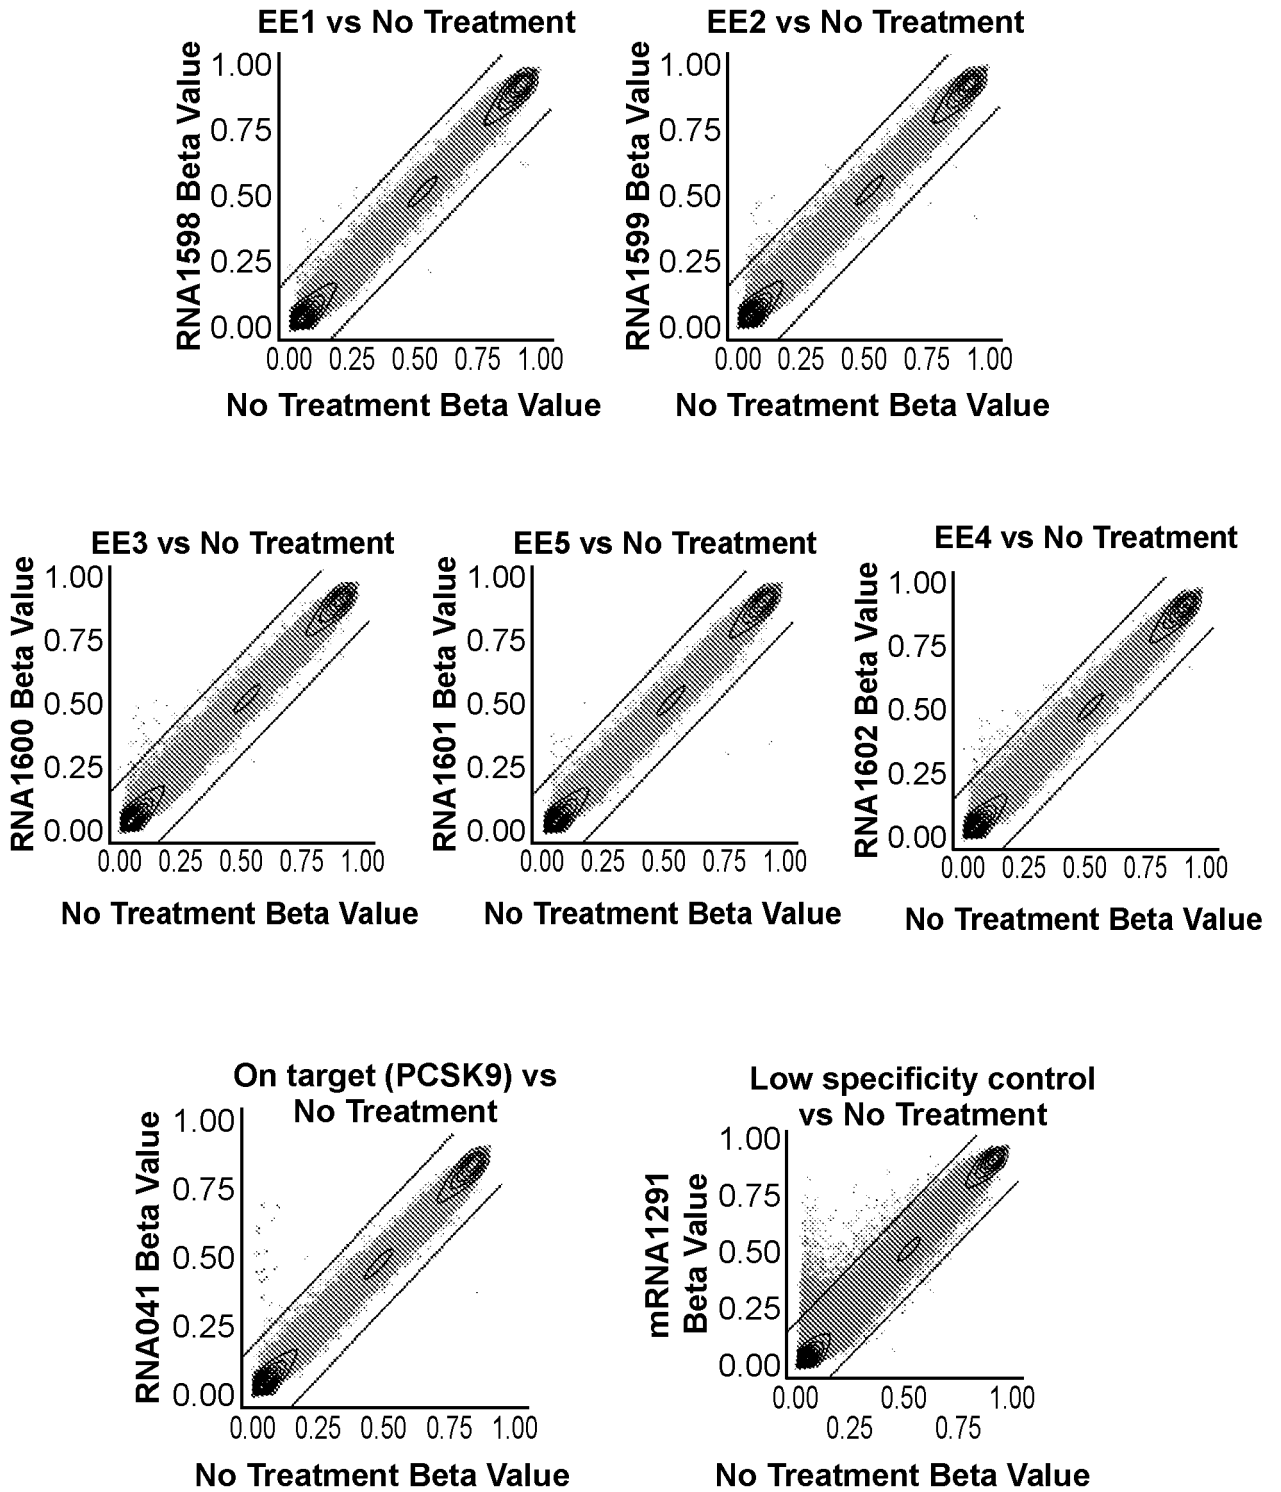 EE1 vs No Treatment
RNA1598 Beta Value
1.00
0.75
0.50
0.25
0.00
0.00 0.25 0.50 0.75 1.00
No Treatment Beta Value
EE2 vs No Treatment
RNA1599 Beta Value
1.00
0.75
0.50
0.25
0.00
0.00 0.25 0.50 0.75 1.00
No Treatment Beta Value
EE3 vs No Treatment
RNA1600 Beta Value
1.00
0.75
0.50
0.25
0.00
0.00 0.25 0.50 0.75 1.00
No Treatment Beta Value
EE5 vs No Treatment
RNA1601 Beta Value
1.00
0.75
0.50
0.25
0.00
0.00 0.25 0.50 0.75 1.00
No Treatment Beta Value
EE4 vs No Treatment
RNA1602 Beta Value
1.00
0.75
0.50
0.25
0.00
0.00 0.25 0.50 0.75 1.00
No Treatment Beta Value
On target (PCSK9) vs
No Treatment
RNA041 Beta Value
1.00
0.75
0.50
0.25
0.00
0.00 0.25 0.50 0.75 1.00
No Treatment Beta Value
Low specificity control
vs No Treatment
mRNA1291
Beta Value
1.00
0.75
0.50
0.25
0.00
0.00 0.50 1.00
0.25 0.75
No Treatment Beta Value